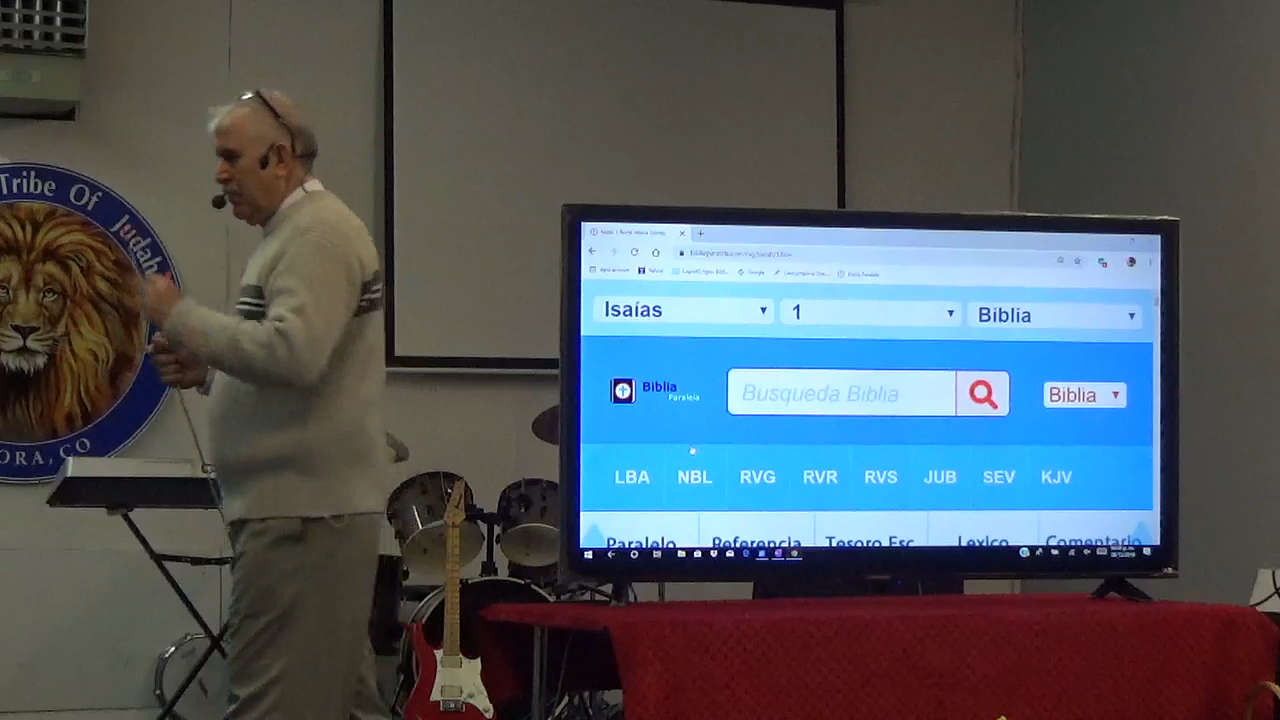 Tribe Of Judah
ORA, CO
Isaías
1
Biblia
Biblia
Paralela
Busqueda Biblia
Biblia
LBA NBL RVG RVR RVS JUB SEV KJV
Paralelo Referencia Tesoro Esc Lexico Comentario